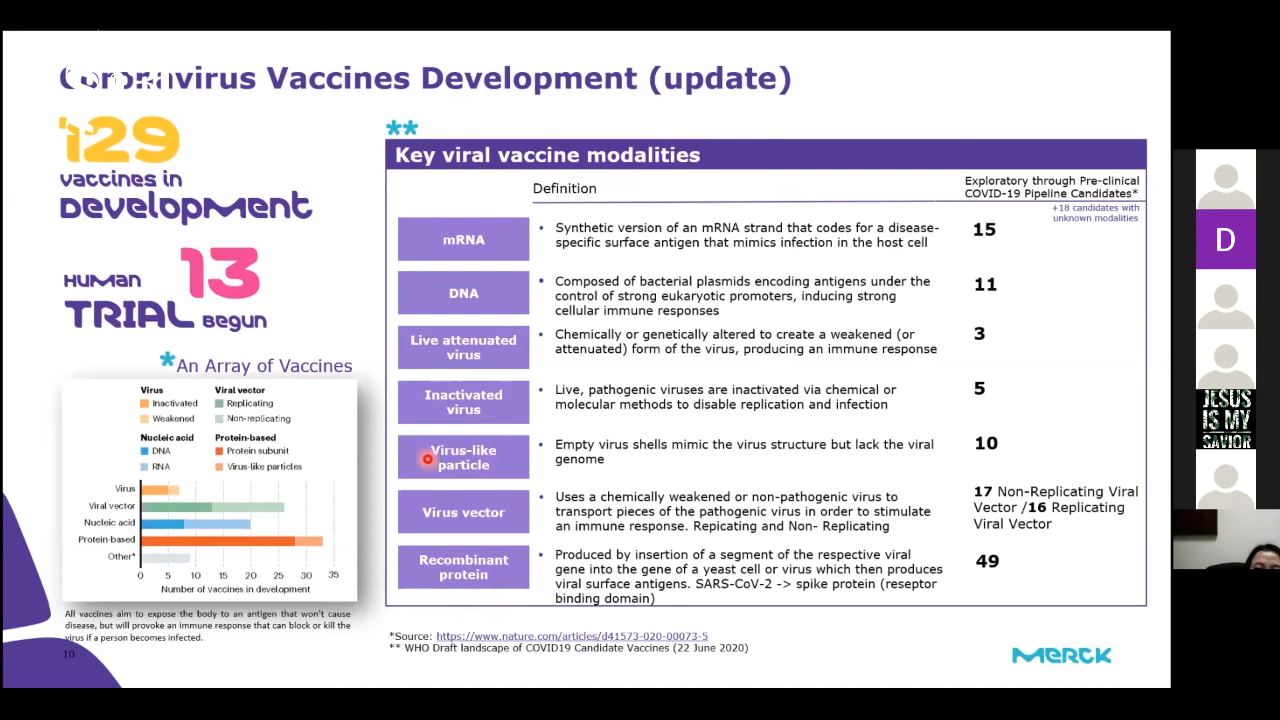 Coronavirus Vaccines Development (update)
129
vaccines in
Development
Human 13
TRIAL Begun
*An Array of Vaccines
Virus
Inactivated
Weakened
Viral vector
Replicating
Non-replicating
Nucleic acid
DNA
RNA
Protein-based
Protein subunit
Virus-like particles
Virus
Viral vector
Nucleic acid
Protein-based
Other*
0 5 10 15 20 25 30 35
Number of vaccines in development
All vaccines aim to expose the body to an antigen that won't cause
disease, but will provoke an immune response that can block or kill the
virus if a person becomes infected.
10
**
Key viral vaccine modalities
Definition
Exploratory through Pre-clinical
COVID-19 Pipeline Candidates*
+18 candidates with
unknown modalities
mRNA
• Synthetic version of an mRNA strand that codes for a disease-
specific surface antigen that mimics infection in the host cell
15
DNA
• Composed of bacterial plasmids encoding antigens under the
control of strong eukaryotic promoters, inducing strong
cellular immune responses
11
Live attenuated
virus
• Chemically or genetically altered to create a weakened (or
attenuated) form of the virus, producing an immune response
3
Inactivated
virus
• Live, pathogenic viruses are inactivated via chemical or
molecular methods to disable replication and infection
5
Virus-like
particle
• Empty virus shells mimic the virus structure but lack the viral
genome
10
Virus vector
• Uses a chemically weakened or non-pathogenic virus to
transport pieces of the pathogenic virus in order to stimulate
an immune response. Repicating and Non- Replicating
17 Non-Replicating Viral
Vector /16 Replicating
Viral Vector
Recombinant
protein
• Produced by insertion of a segment of the respective viral
gene into the gene of a yeast cell or virus which then produces
viral surface antigens. SARS-CoV-2 -> spike protein (reseptor
binding domain)
49
*Source: https://www.nature.com/articles/d41573-020-00073-5
** WHO Draft landscape of COVID19 Candidate Vaccines (22 June 2020)
MERCK
D
JESUS
IS MY
SAVIOR